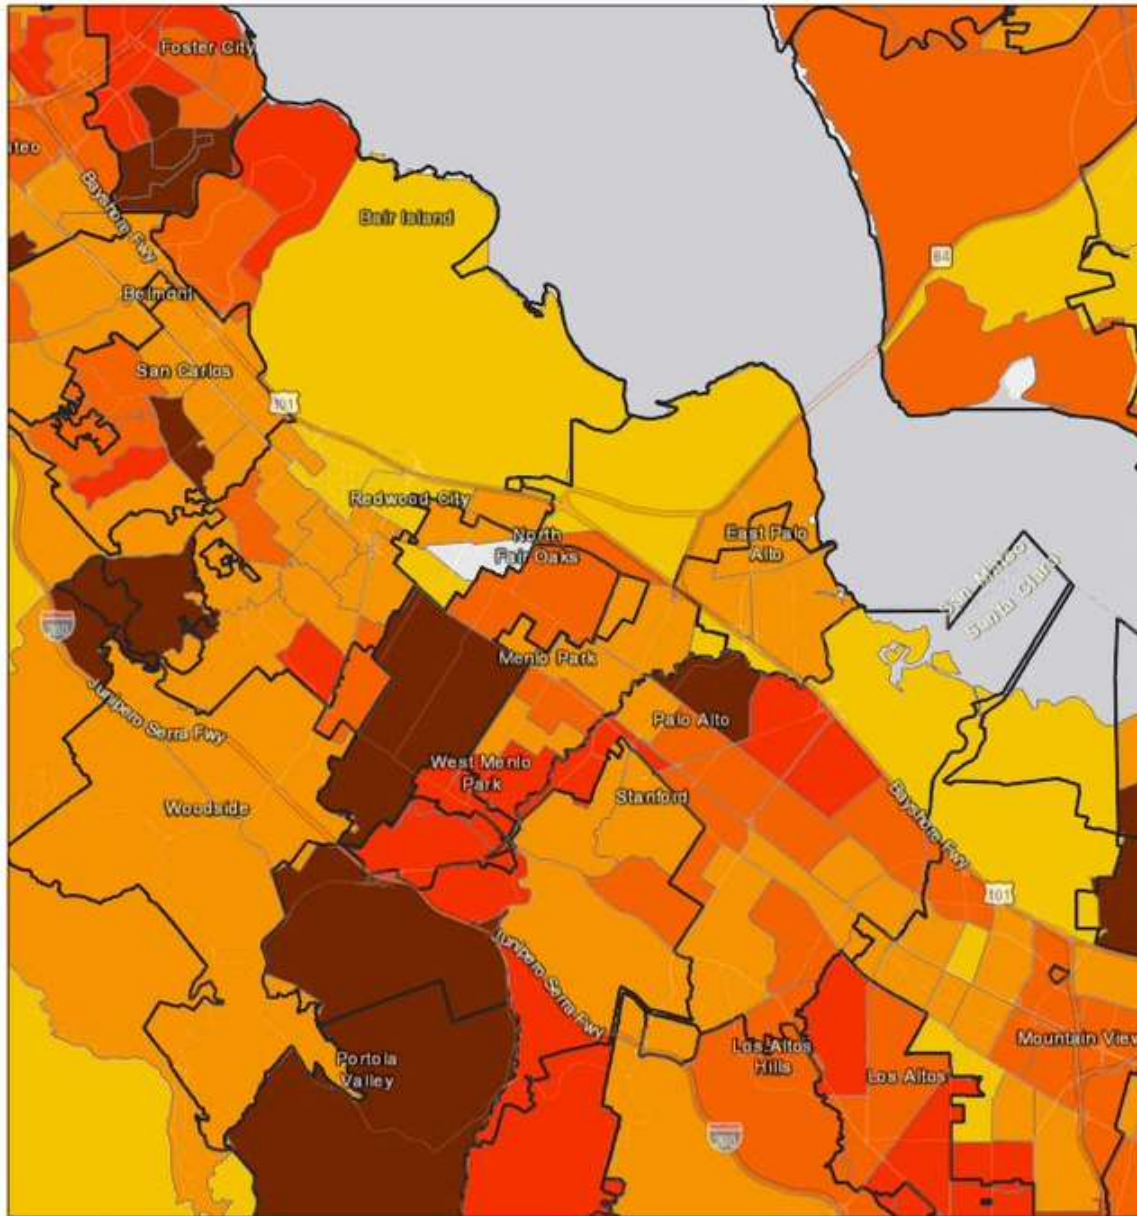 Foster City
ateo
Bayshore Fwy
Bair Island
84
Belmont
San Carlos
101
Redwood City
North
Fair Oaks
East Palo
Alto
San Mateo
Santa Clara
280
Menlo Park
Junipero Serra Fwy
Palo Alto
West Menlo
Park
Stanford
Woodside
Bayshore Fwy
101
Junipero Serra Fwy
Portola
Valley
Los Altos
Hills
Los Altos
Mountain View
280